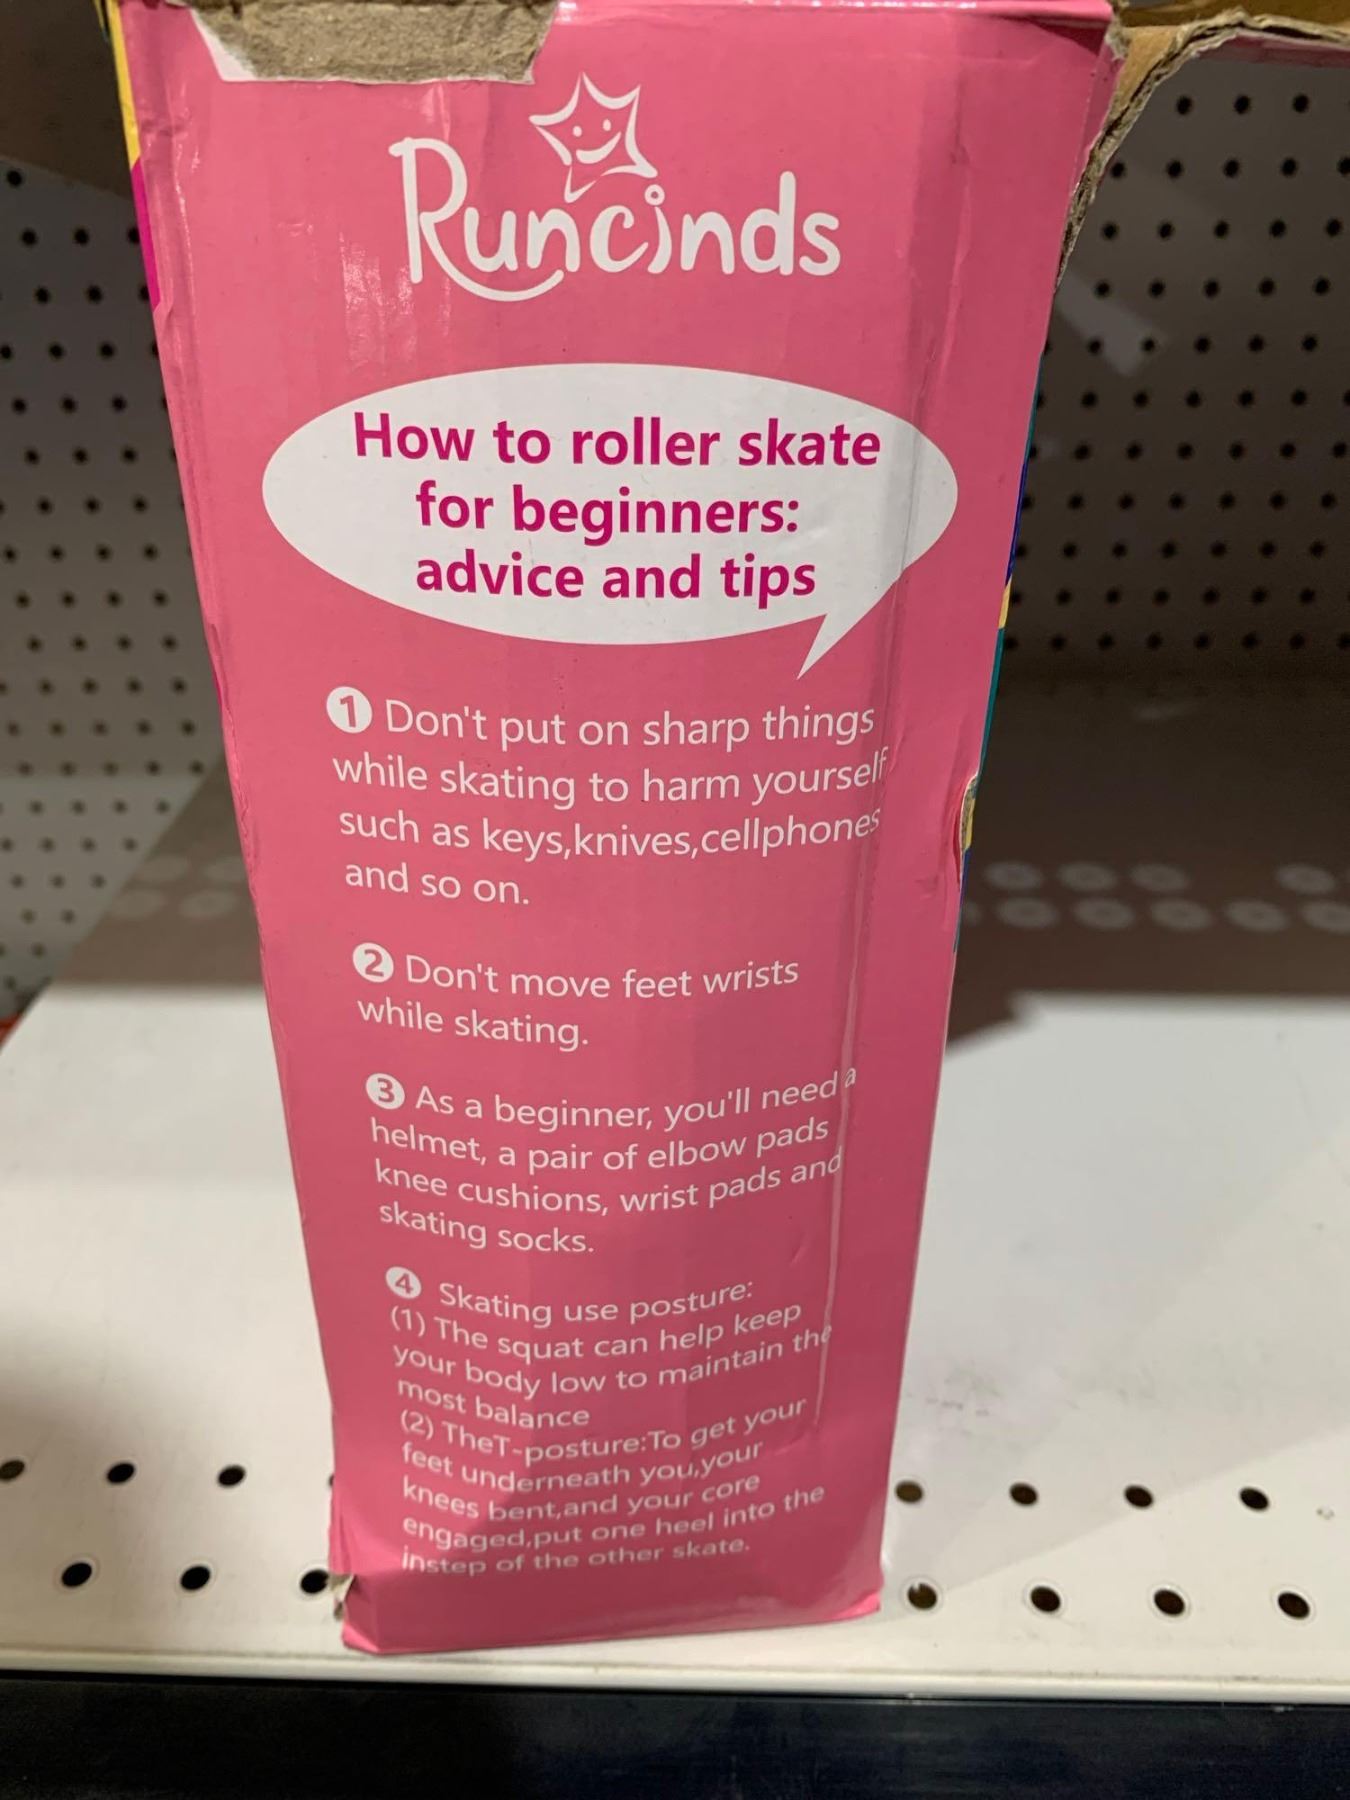 Runcinds
How to roller skate
for beginners:
advice and tips
1 Don't put on sharp things
while skating to harm yourself
such as keys,knives,cellphones
and so on.
2 Don't move feet wrists
while skating.
3 As a beginner, you'll need a
helmet, a pair of elbow pads
knee cushions, wrist pads and
skating socks.
4 Skating use posture:
(1) The squat can help keep
your body low to maintain the
most balance
(2) TheT-posture:To get your
feet underneath you,your
knees bent,and your core
engaged,put one heel into the
instep of the other skate.